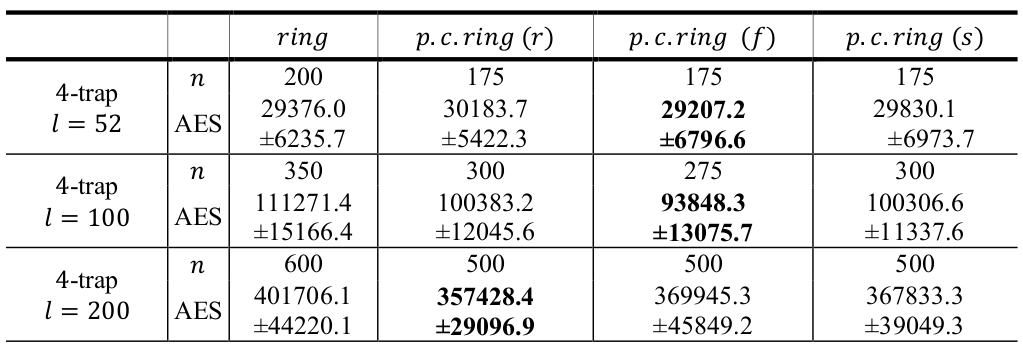 ring p.c.ring (r) p.c.ring (f) p.c.ring (s)
4-trap l = 52 n 200 175 175 175
AES 29376.0 30183.7 29207.2 29830.1
±6235.7 ±5422.3 ±6796.6 ±6973.7
4-trap l = 100 n 350 300 275 300
AES 111271.4 100383.2 93848.3 100306.6
±15166.4 ±12045.6 ±13075.7 ±11337.6
4-trap l = 200 n 600 500 500 500
AES 401706.1 357428.4 369945.3 367833.3
±44220.1 ±29096.9 ±45849.2 ±39049.3